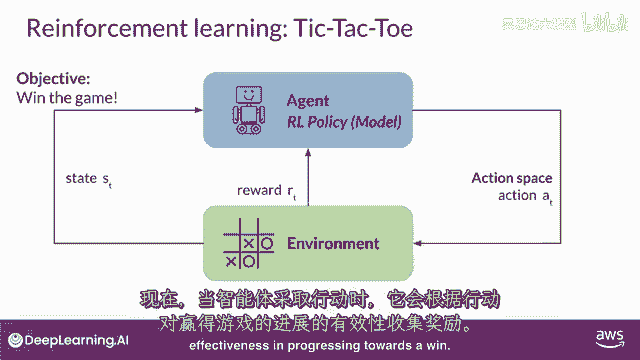 Reinforcement learning: Tic-Tac-Toe
Objective:
Win the game!
Agent
RL Policy (Model)
state s_t
reward r_t
Action space
action a_t
Environment
现在，当智能体采取行动时，它会根据行动
对赢得游戏的进展的有效性收集奖励。
effectiveness in progressing towards a win.
DeepLearning.AI
aws